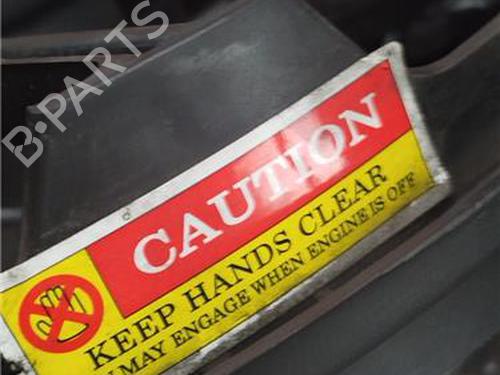 B·PARTS
CAUTION
KEEP HANDS CLEAR
MAY ENGAGE WHEN ENGINE IS OFF